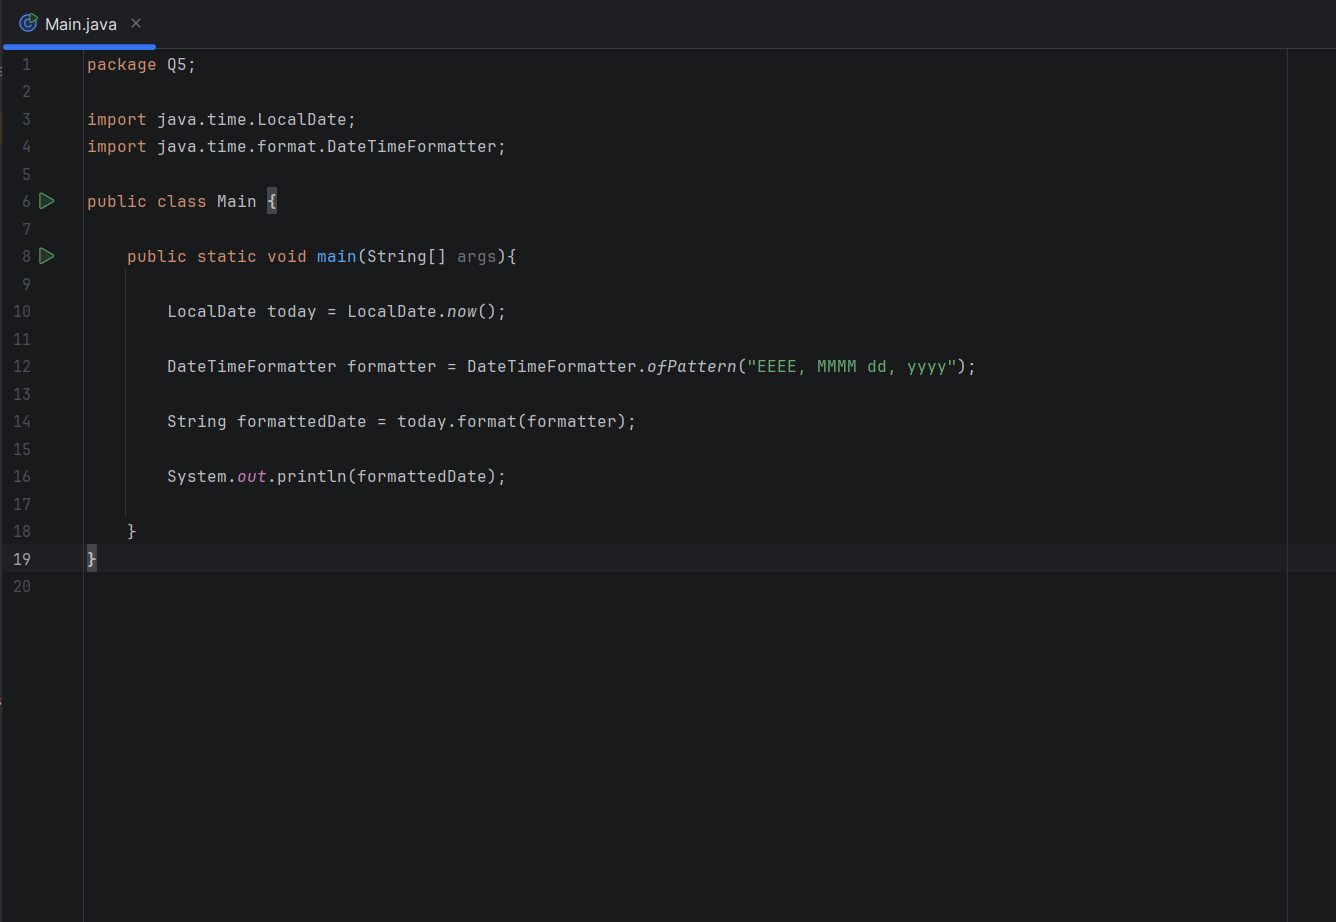 Main.java
1 package Q5;
2
3 import java.time.LocalDate;
4 import java.time.format.DateTimeFormatter;
5
6 public class Main {
7
8 public static void main(String[] args){
9
10 LocalDate today = LocalDate.now();
11
12 DateTimeFormatter formatter = DateTimeFormatter.ofPattern("EEEE, MMMM dd, yyyy");
13
14 String formattedDate = today.format(formatter);
15
16 System.out.println(formattedDate);
17
18 }
19 }
20